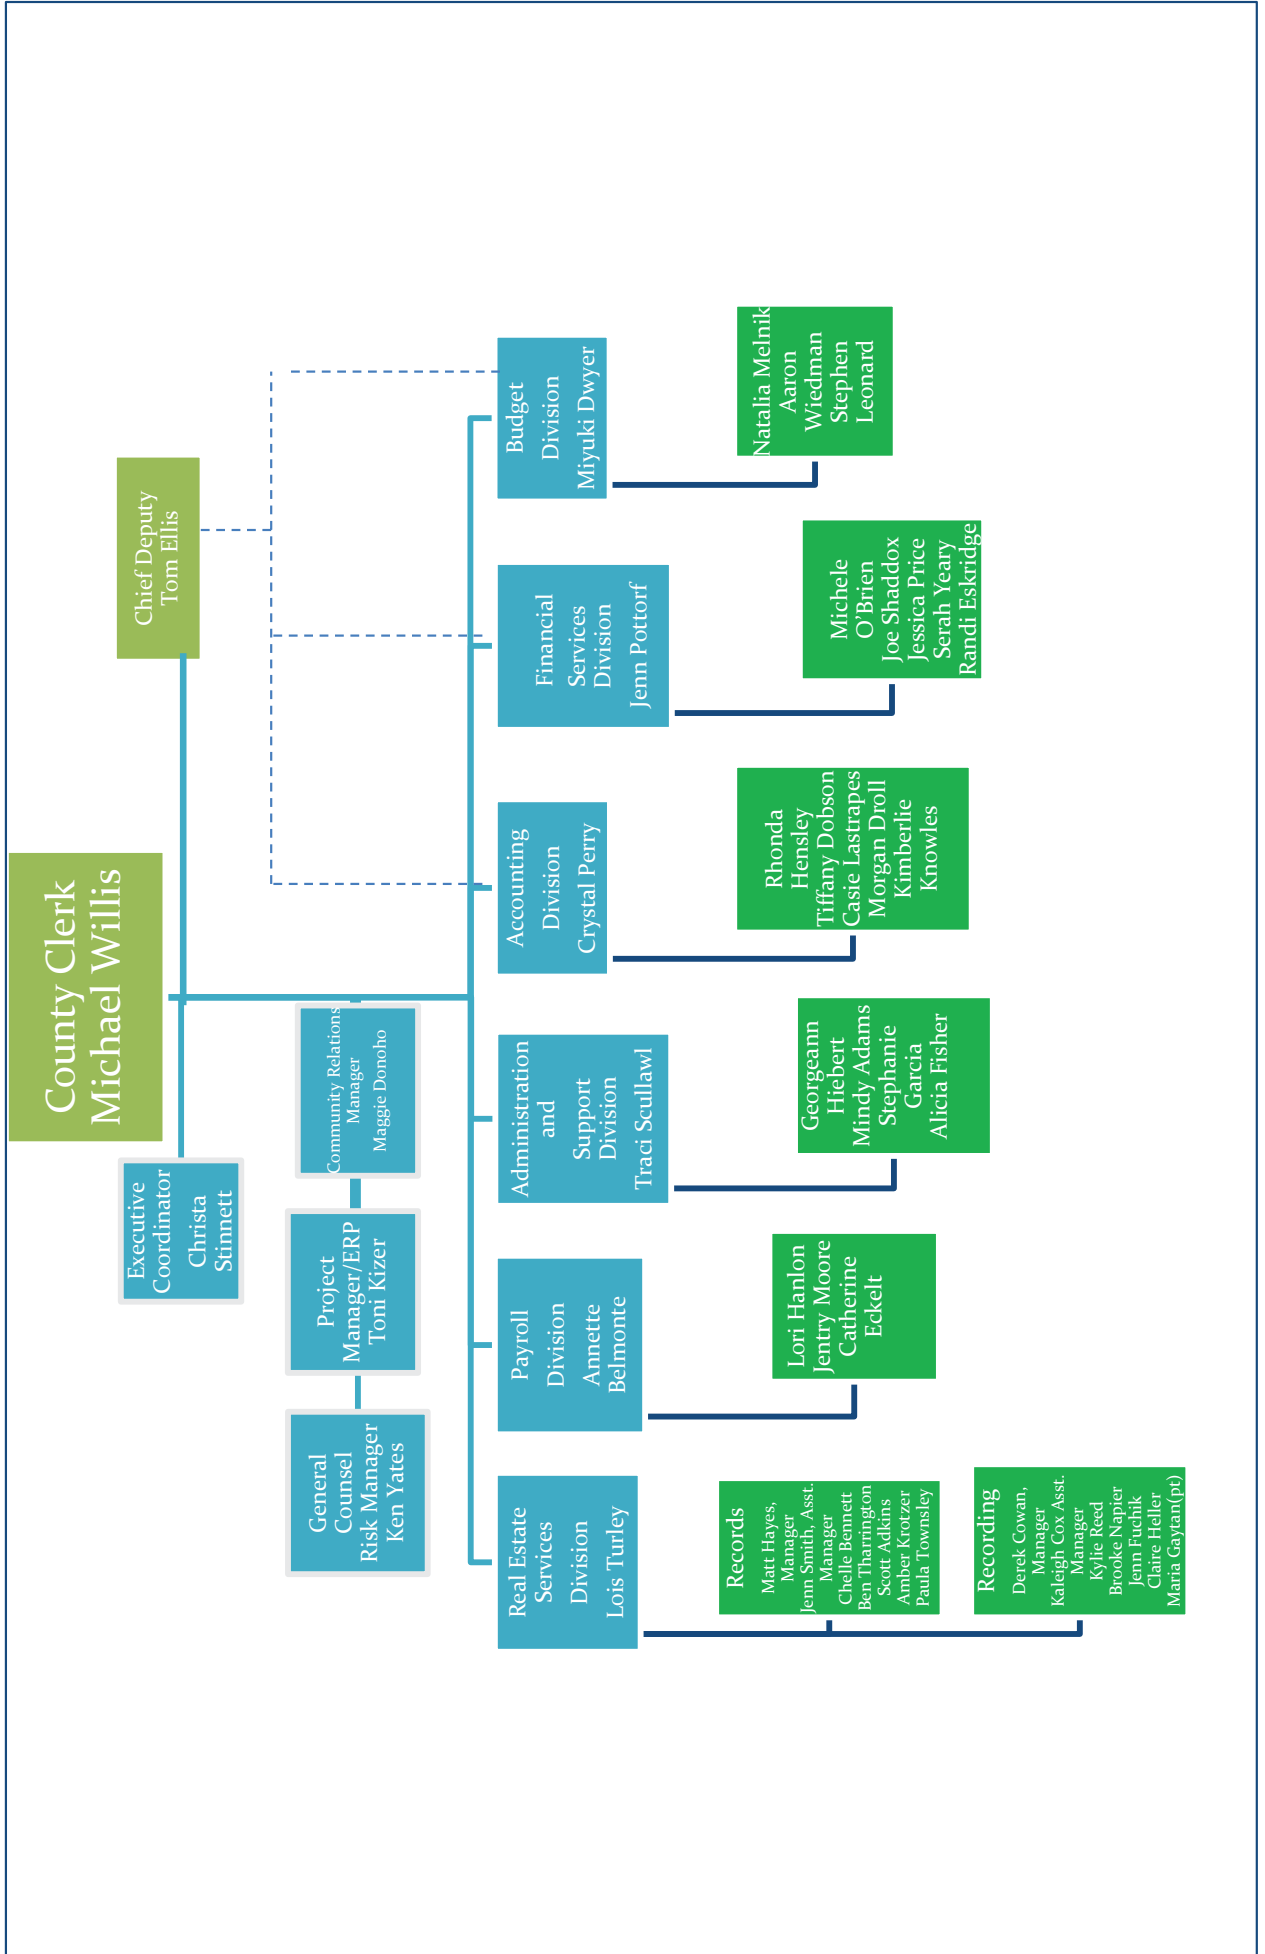 County Clerk
Michael Willis
Chief Deputy
Tom Ellis
Executive
Coordinator
Christa
Stinnett
General
Counsel
Risk Manager
Ken Yates
Project
Manager/ERP
Toni Kizer
Community Relations
Manager
Maggie Donoho
Real Estate
Services
Division
Lois Turley
Payroll
Division
Annette
Belmonte
Administration
and
Support
Division
Traci Scullawl
Accounting
Division
Crystal Perry
Financial
Services
Division
Jenn Pottorf
Budget
Division
Miyuki Dwyer
Records
Matt Hayes,
Manager
Jenn Smith, Asst.
Manager
Chelle Bennett
Ben Tharrington
Scott Adkins
Amber Krotzer
Paula Townsley
Recording
Derek Cowan,
Manager
Kaleigh Cox Asst.
Manager
Kylie Reed
Brooke Napier
Jenn Fuchik
Claire Heller
Maria Gaytan(pt)
Lori Hanlon
Jentry Moore
Catherine
Eckelt
Georgeann
Hiebert
Mindy Adams
Stephanie
Garcia
Alicia Fisher
Rhonda
Hensley
Tiffany Dobson
Casie Lastrapes
Morgan Droll
Kimberlie
Knowles
Michele
O’Brien
Joe Shaddox
Jessica Price
Serah Yeary
Randi Eskridge
Natalia Melnik
Aaron
Wiedman
Stephen
Leonard